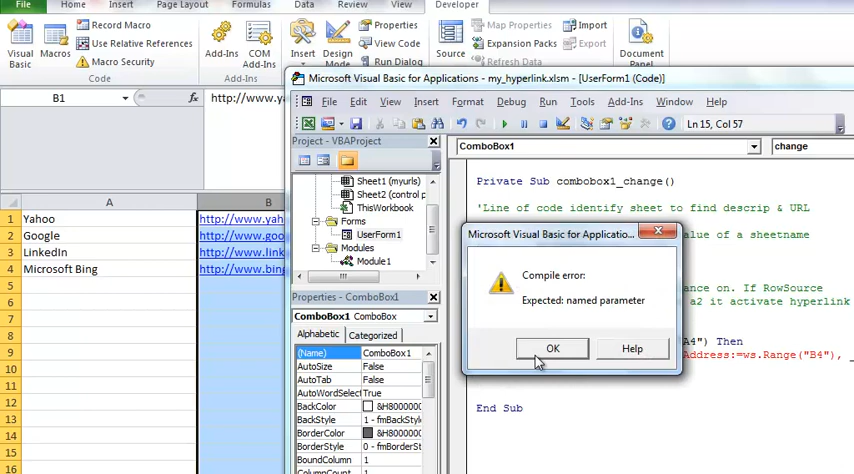 File Home Insert Page Layout Formulas Data Review View Developer
Visual Basic
Macros
Record Macro
Use Relative References
Macro Security
Code
Add-Ins
COM Add-Ins
Add-Ins
Insert
Design Mode
Properties
View Code
Run Dialog
Source
Map Properties
Expansion Packs
Import
Export
Document Panel
B1
fx
http://www.ya
Microsoft Visual Basic for Applications - my_hyperlink.xlsm - [UserForm1 (Code)]
File Edit View Insert Format Debug Run Tools Add-Ins Window Help
Ln 15, Col 57
Project - VBAProject
Sheet1 (myurls)
Sheet2 (control p
ThisWorkbook
Forms
UserForm1
Modules
Module1
Properties - ComboBox1
ComboBox1 ComboBox
Alphabetic Categorized
(Name) ComboBox1
AutoSize False
AutoTab False
AutoWordSelect True
BackColor &H8000000
BackStyle 1 - fmBackSty
BorderColor &H8000000
BorderStyle 0 - fmBorderSt
BoundColumn 1
ColumnCount 1
A B
1 Yahoo http://www.yah
2 Google http://www.goo
3 LinkedIn http://www.link
4 Microsoft Bing http://www.bing
5
6
7
8
9
10
11
12
13
14
15
16
ComboBox1
change
Private Sub combobox1_change()
'Line of code identify sheet to find descrip & URL
alue of a sheetname
ance on. If RowSource
a2 it activate hyperlink
A4") Then
Address:=ws.Range("B4"), _
End Sub
Microsoft Visual Basic for Applicatio...
Compile error:
Expected: named parameter
OK
Help